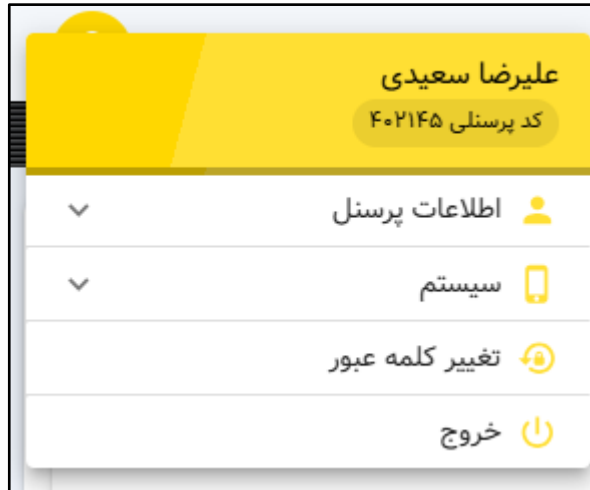 علیرضا سعیدی
کد پرسنلی ۴۰۲۱۴۵
اطلاعات پرسنل
سیستم
تغییر کلمه عبور
خروج